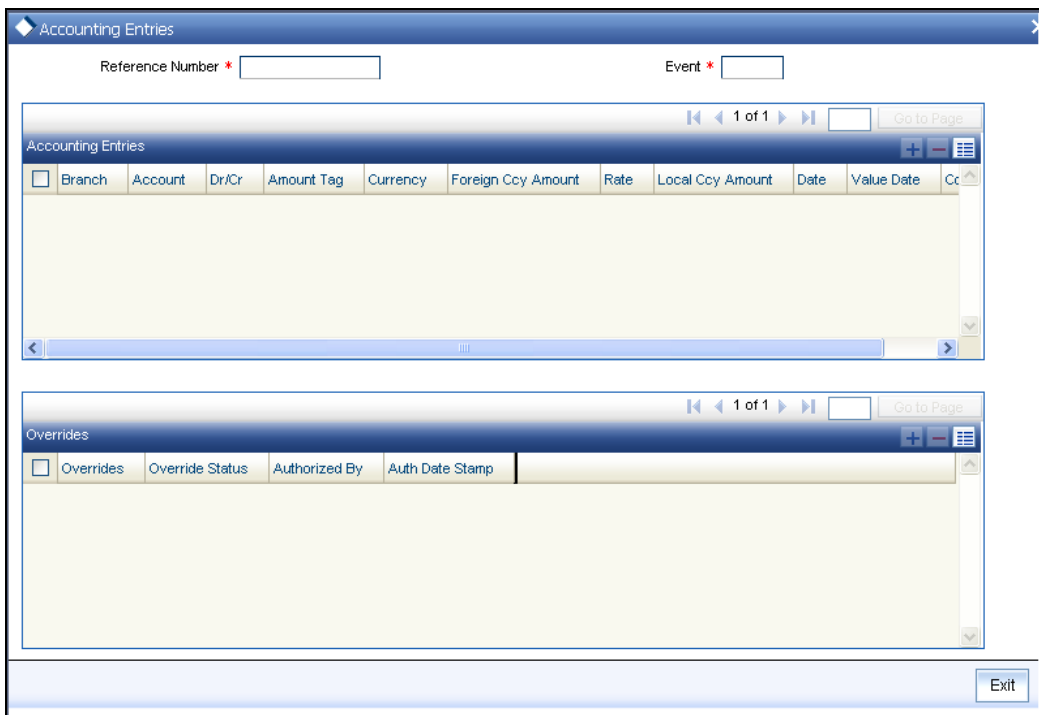 Accounting Entries
Reference Number * Event *
1 of 1 Go to Page
Accounting Entries
Branch Account Dr/Cr Amount Tag Currency Foreign Ccy Amount Rate Local Ccy Amount Date Value Date
1 of 1 Go to Page
Overrides
Overrides Override Status Authorized By Auth Date Stamp
Exit